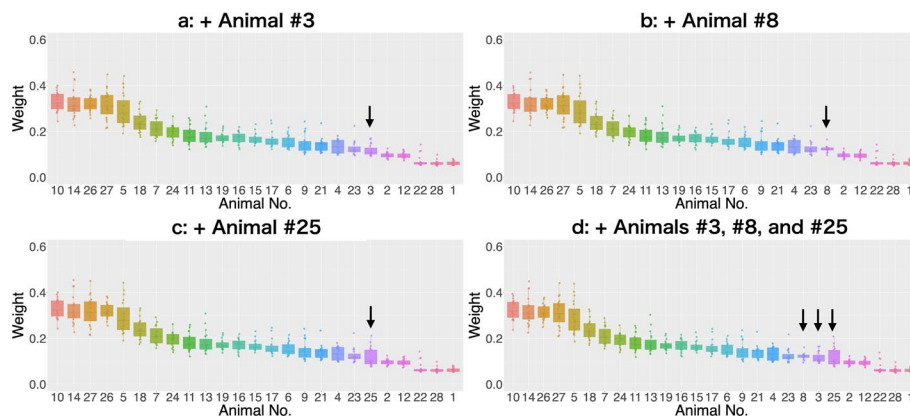 a: + Animal #3
Weight
0.6
0.4
0.2
0.0
10 14 26 27 5 18 7 24 11 13 19 16 15 17 6 9 21 4 23 3 2 12 22 28 1
Animal No.
b: + Animal #8
Weight
0.6
0.4
0.2
0.0
10 14 26 27 5 18 7 24 11 13 19 16 15 17 6 9 21 4 23 8 2 12 22 28 1
Animal No.
c: + Animal #25
Weight
0.6
0.4
0.2
0.0
10 14 27 26 5 18 7 24 11 13 19 16 15 17 6 9 21 4 23 25 2 12 22 28 1
Animal No.
d: + Animals #3, #8, and #25
Weight
0.6
0.4
0.2
0.0
10 14 26 27 5 18 7 24 11 13 19 16 17 15 6 9 21 4 23 8 3 25 2 12 22 28 1
Animal No.